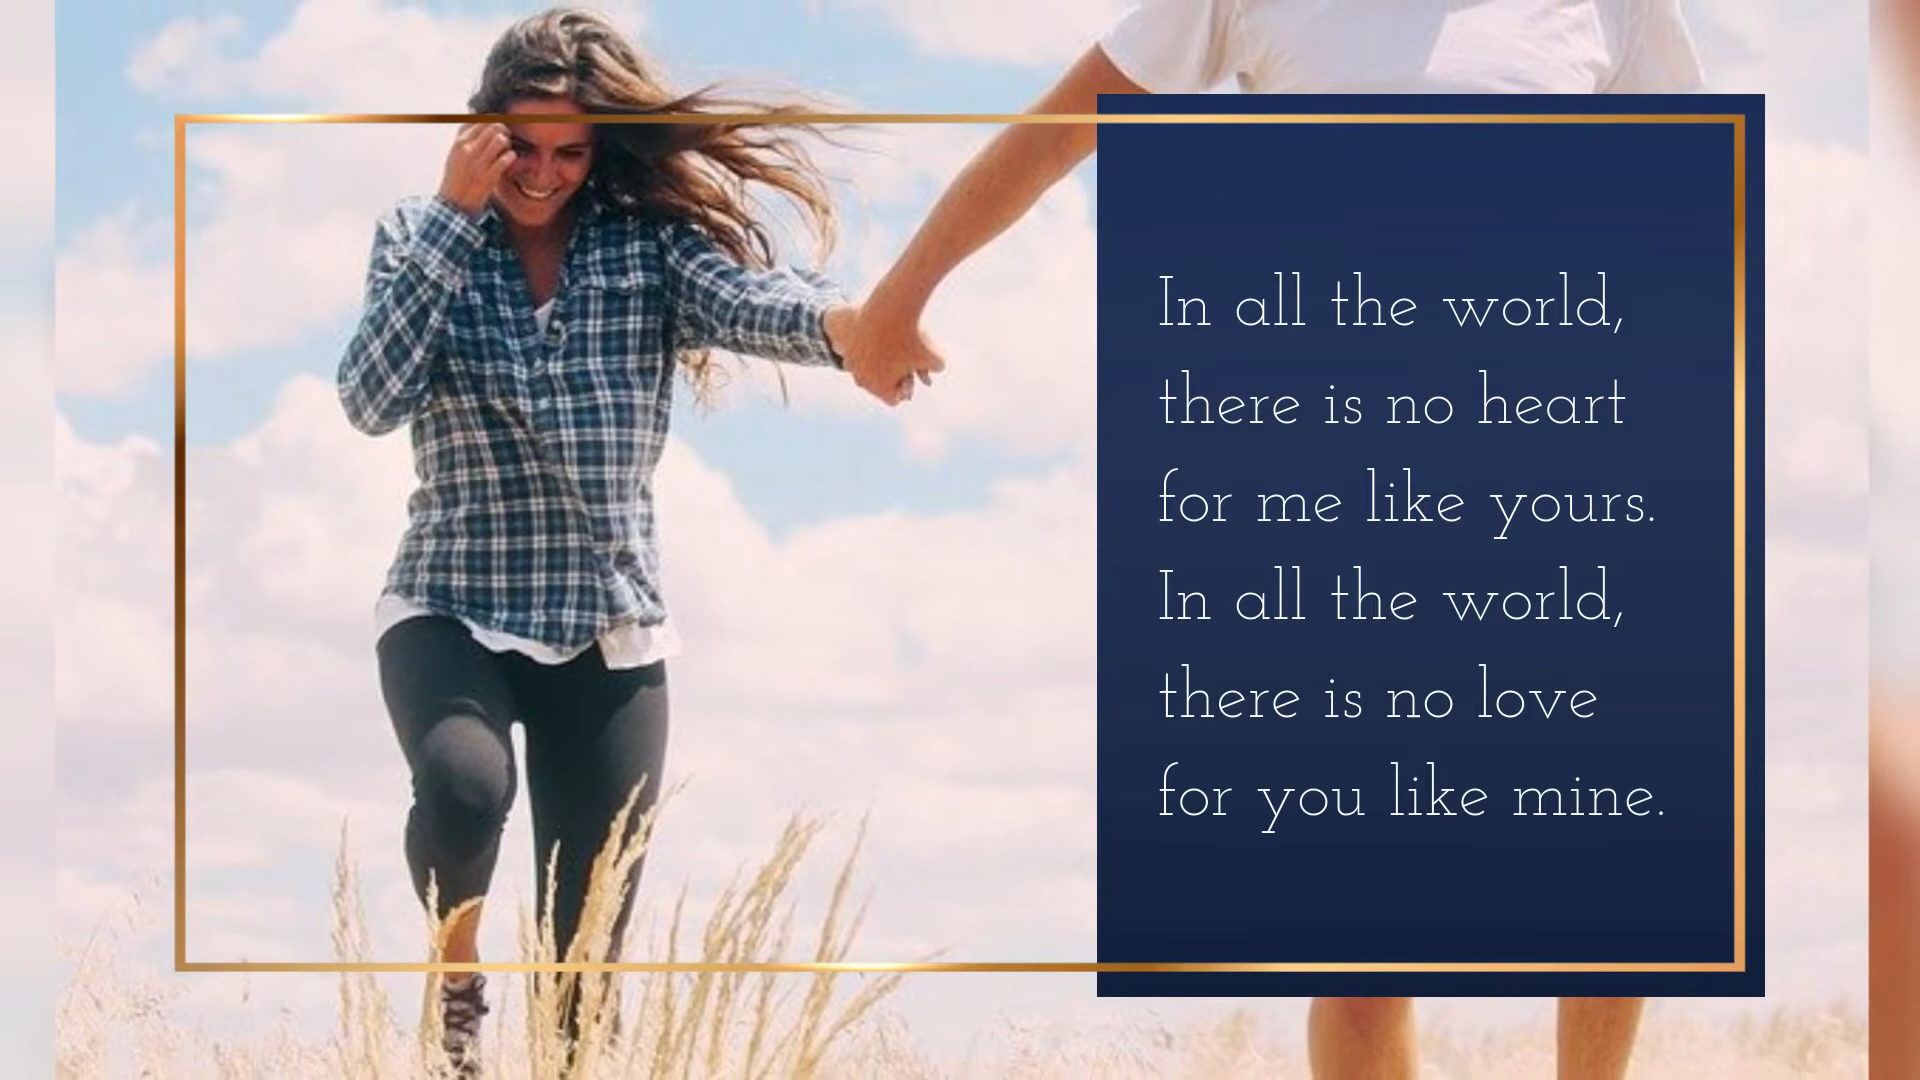 In all the world,
there is no heart
for me like yours.
In all the world,
there is no love
for you like mine.